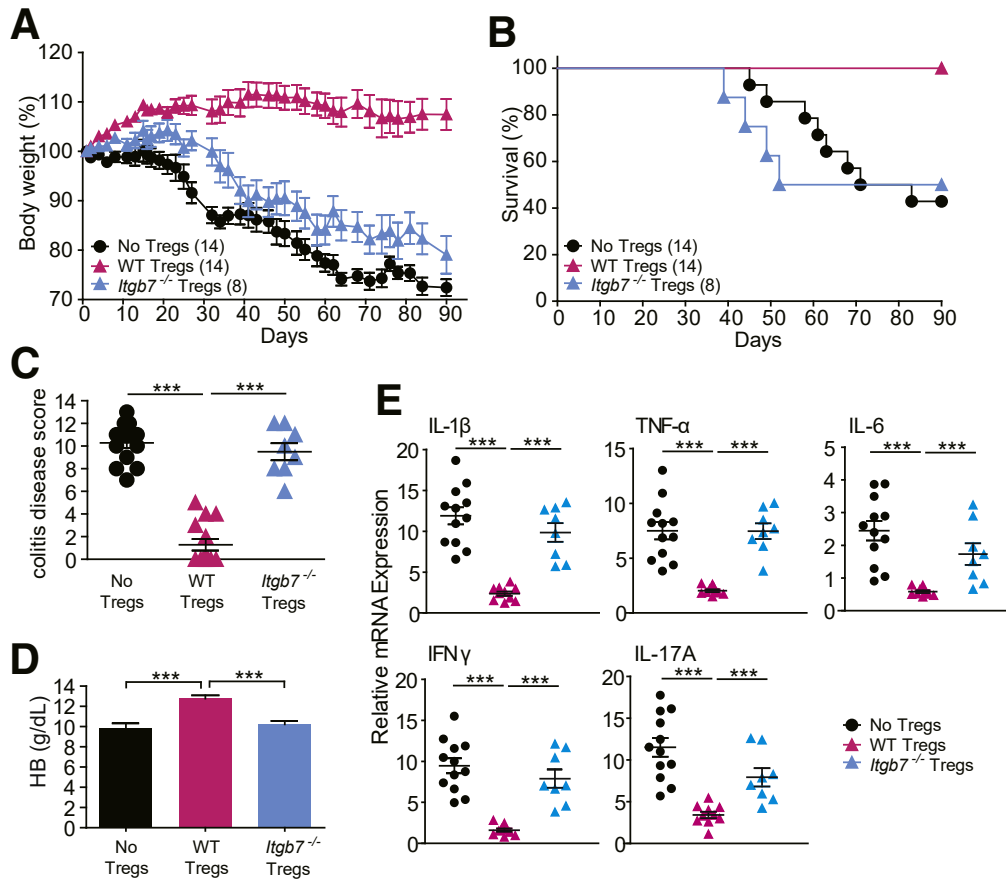 A
Body weight (%)
120
110
100
90
80
70
0 10 20 30 40 50 60 70 80 90
Days
No Tregs (14)
WT Tregs (14)
Itgb7 -/- Tregs (8)
B
Survival (%)
100
80
60
40
20
0
0 10 20 30 40 50 60 70 80 90
Days
No Tregs (14)
WT Tregs (14)
Itgb7 -/- Tregs (8)
C
colitis disease score
14
12
10
8
6
4
2
0
*** ***
No Tregs
WT Tregs
Itgb7 -/- Tregs
D
HB (g/dL)
14
12
10
8
6
4
2
0
*** ***
No Tregs
WT Tregs
Itgb7 -/- Tregs
E
Relative mRNA Expression
IL-1β
20
15
10
5
0
*** ***
TNF-α
15
10
5
0
*** ***
IL-6
5
4
3
2
1
0
*** ***
IFNγ
20
15
10
5
0
*** ***
IL-17A
20
15
10
5
0
*** ***
No Tregs
WT Tregs
Itgb7 -/- Tregs